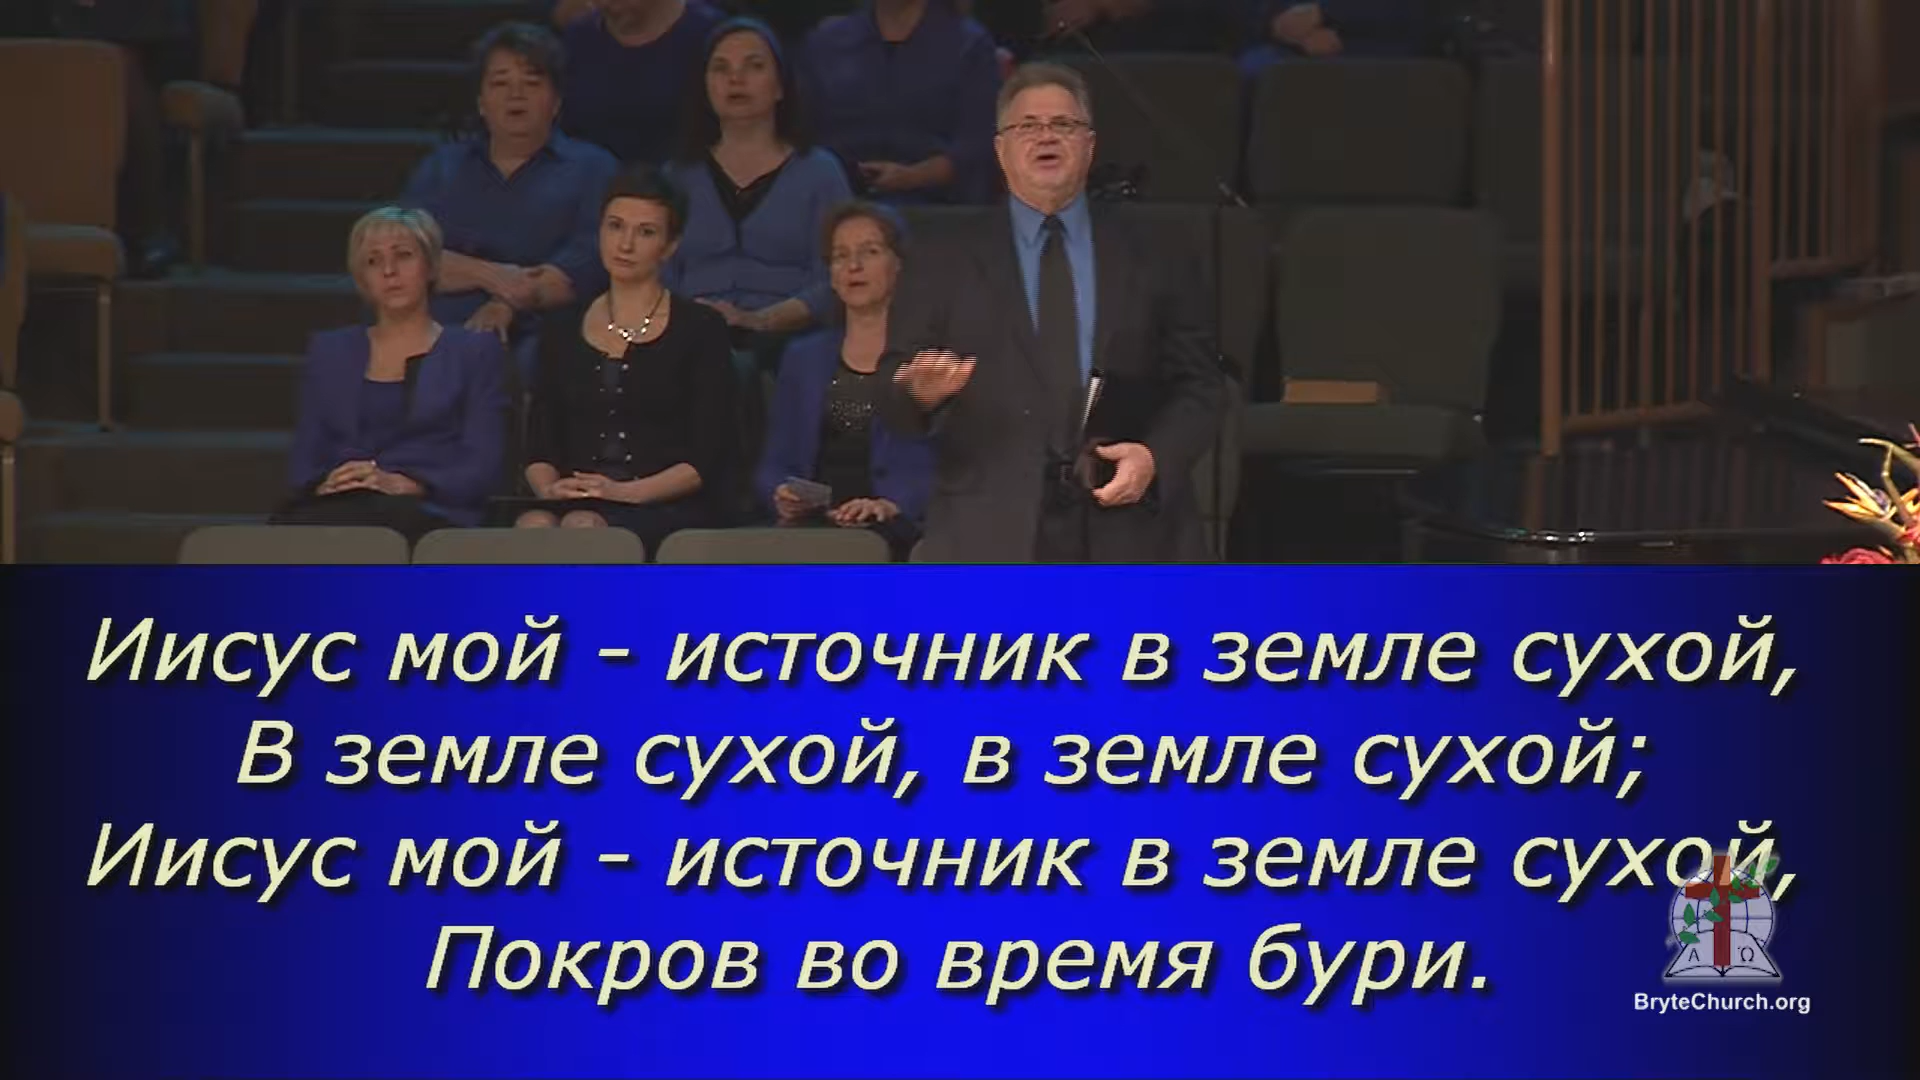 Иисус мой - источник в земле сухой,
В земле сухой, в земле сухой;
Иисус мой - источник в земле сухой,
Покров во время бури.
Α Ω
BryteChurch.org